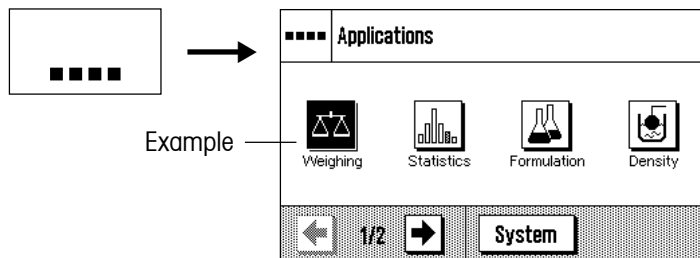 Applications
Example
Weighing Statistics Formulation Density
1/2 System